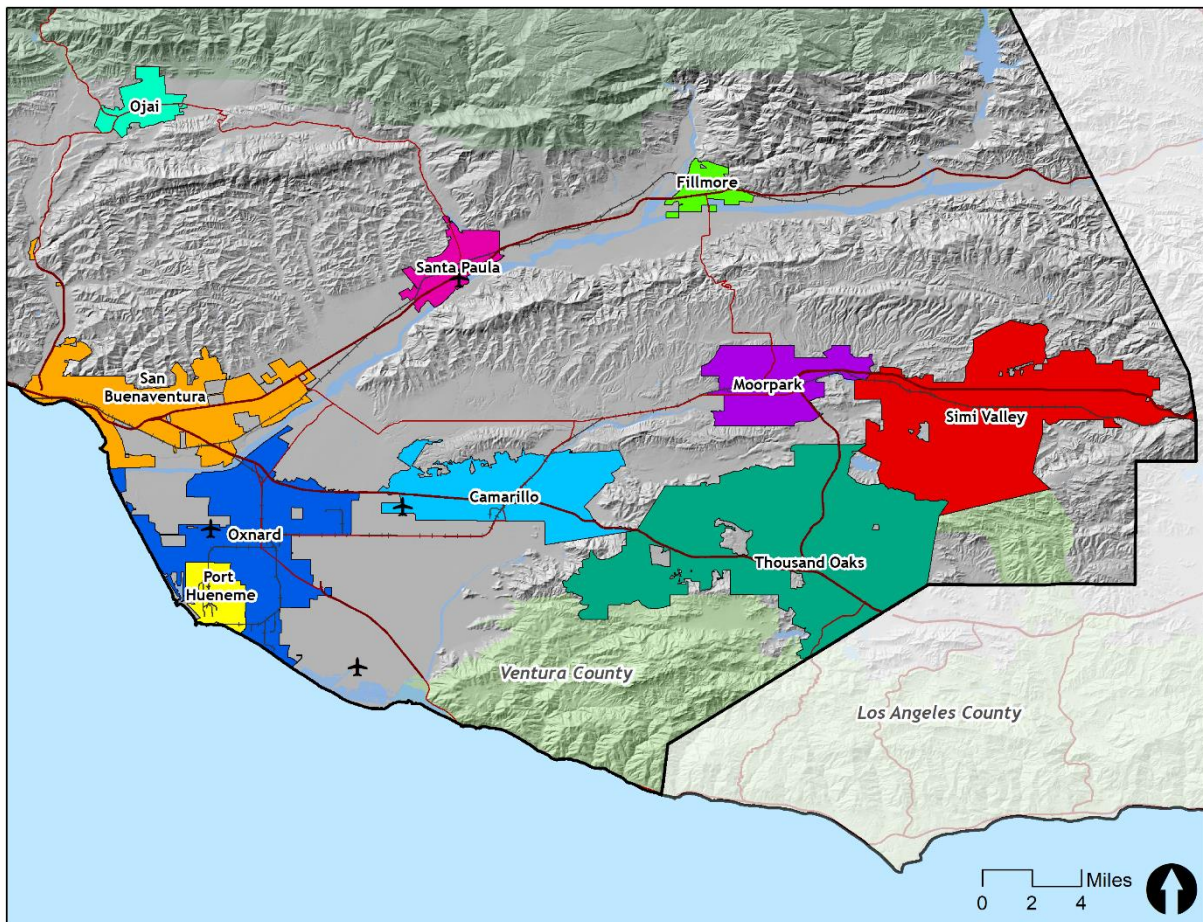 Ojai
Fillmore
Santa Paula
San
Buenaventura
Moorpark
Simi Valley
Camarillo
Oxnard
Thousand Oaks
Port
Hueneme
Ventura County
Los Angeles County
Miles
0 2 4